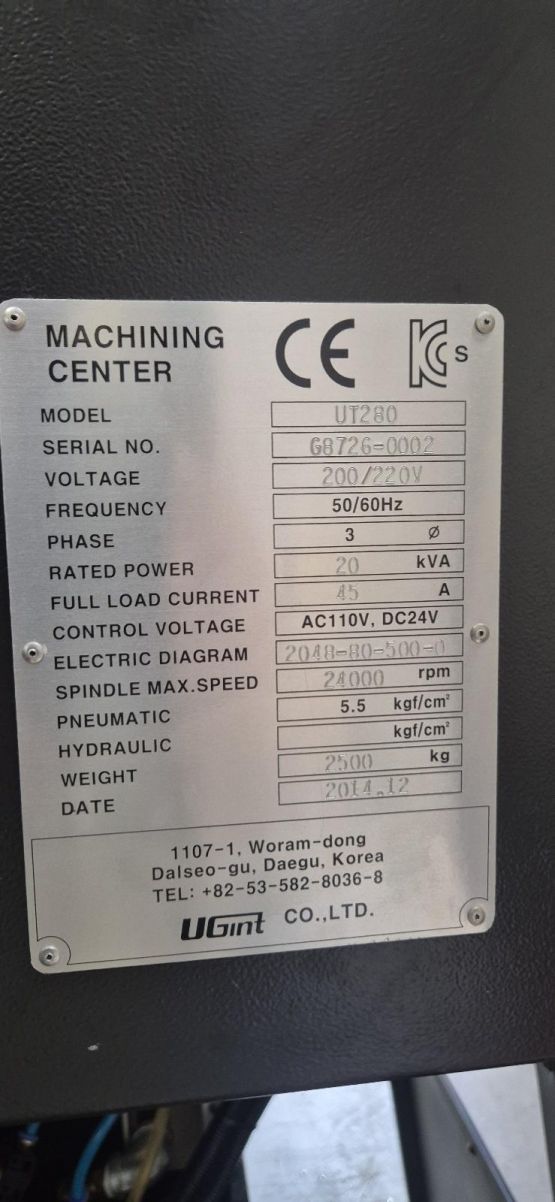 MACHINING
CENTER
CE
KC S
MODEL UT280
SERIAL NO. G8726-0002
VOLTAGE 200/220V
FREQUENCY 50/60Hz
PHASE 3 Ø
RATED POWER 20 kVA
FULL LOAD CURRENT 45 A
CONTROL VOLTAGE AC110V, DC24V
ELECTRIC DIAGRAM 2048-80-500-0
SPINDLE MAX.SPEED 24000 rpm
PNEUMATIC 5.5 kgf/cm²
HYDRAULIC kgf/cm²
WEIGHT 2500 kg
DATE 2014.12
1107-1, Woram-dong
Dalseo-gu, Daegu, Korea
TEL: +82-53-582-8036-8
UGint CO.,LTD.